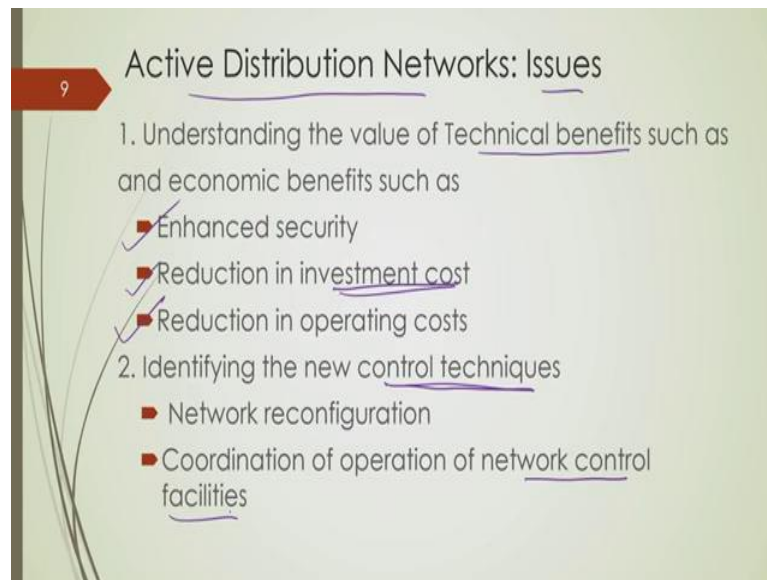 Active Distribution Networks: Issues
9
1. Understanding the value of Technical benefits such as
and economic benefits such as
Enhanced security
Reduction in investment cost
Reduction in operating costs
2. Identifying the new control techniques
Network reconfiguration
Coordination of operation of network control
facilities